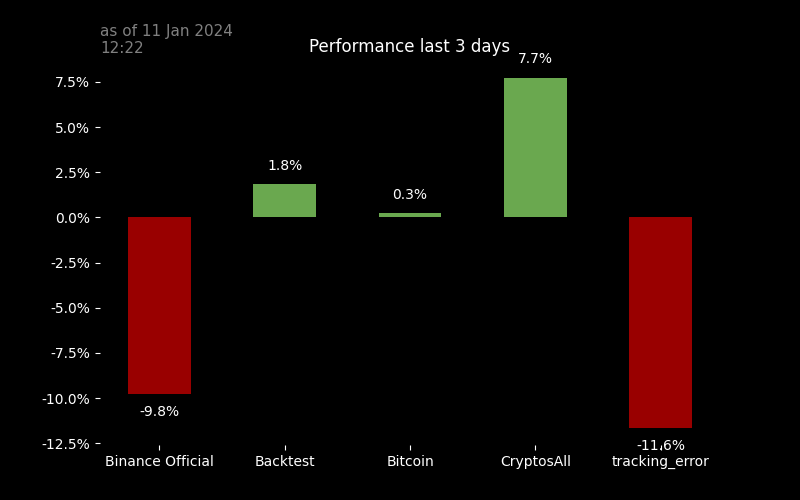 as of 11 Jan 2024
12:22
Performance last 3 days
7.7%
7.5%
5.0%
2.5%
1.8%
0.3%
0.0%
-2.5%
-5.0%
-7.5%
-10.0%
-9.8%
-12.5%
-11.6%
Binance Official
Backtest
Bitcoin
CryptosAll
tracking_error